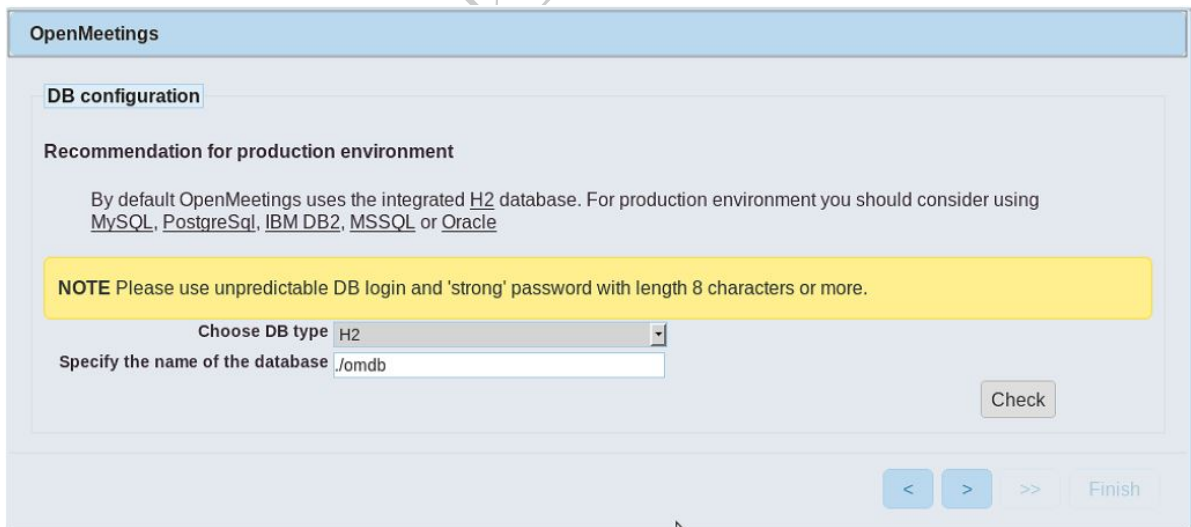 OpenMeetings
DB configuration
Recommendation for production environment
By default OpenMeetings uses the integrated H2 database. For production environment you should consider using
MySQL, PostgreSql, IBM DB2, MSSQL or Oracle
NOTE Please use unpredictable DB login and 'strong' password with length 8 characters or more.
Choose DB type H2
Specify the name of the database ./omdb
Check
< > >> Finish